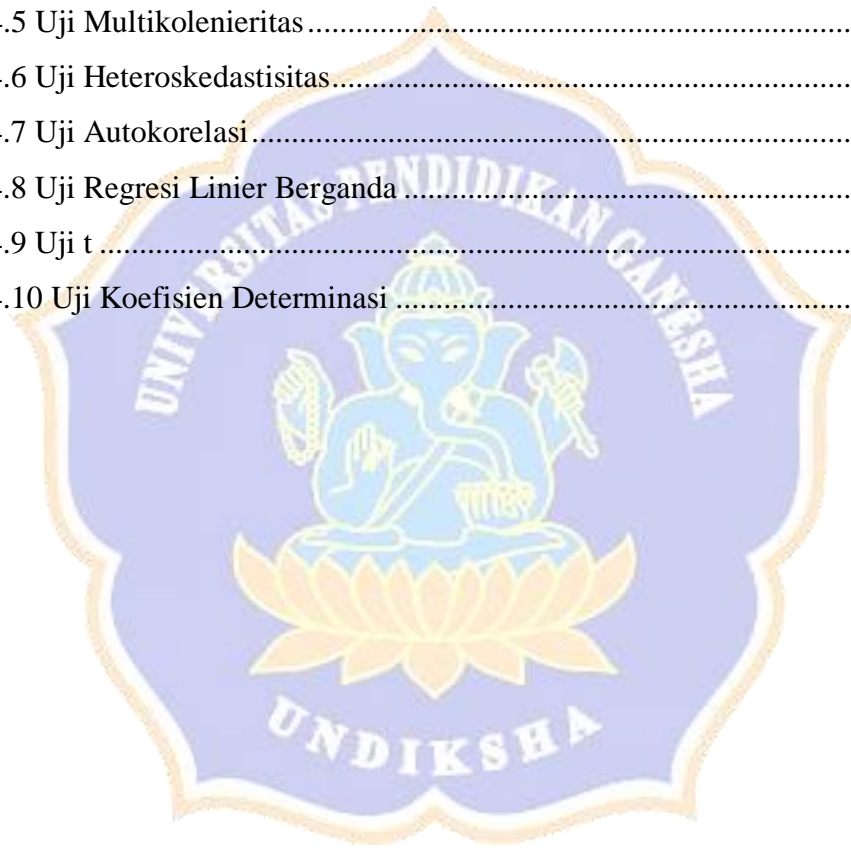 .5 Uji Multikolenieritas
.6 Uji Heteroskedastisitas
.7 Uji Autokorelasi
.8 Uji Regresi Linier Berganda
.9 Uji t
.10 Uji Koefisien Determinasi
UNIVERSITAS PENDIDIKAN GANESHA
UNDIKSHA